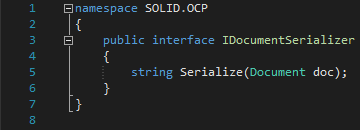 1 namespace SOLID.OCP
2 {
3 public interface IDocumentSerializer
4 {
5 string Serialize(Document doc);
6 }
7 }
8